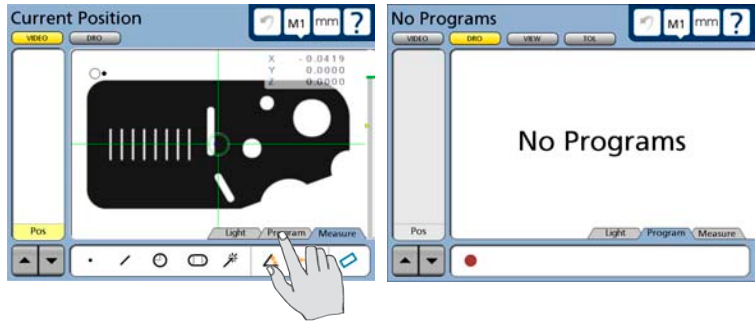 Current Position
M1 mm ?
VIDEO DRO
X - 0.0419
Y 0.0000
Z 0.0000
Pos
Light Program Measure
No Programs
M1 mm ?
VIDEO DRO VIEW TOL
No Programs
Pos
Light Program Measure